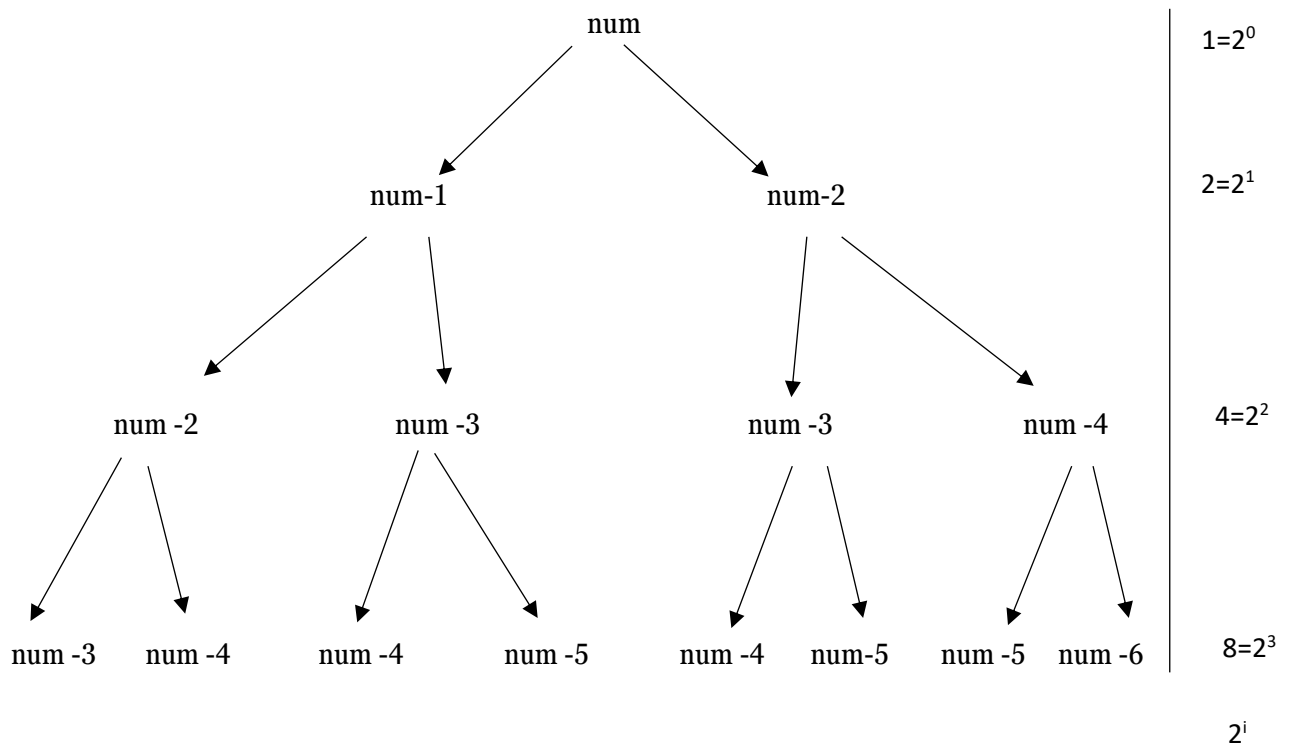 num 1=2⁰
num-1 num-2 2=2¹
num -2 num -3 num -3 num -4 4=2²
num -3 num -4 num -4 num -5 num -4 num-5 num -5 num -6 8=2³
2ⁱ